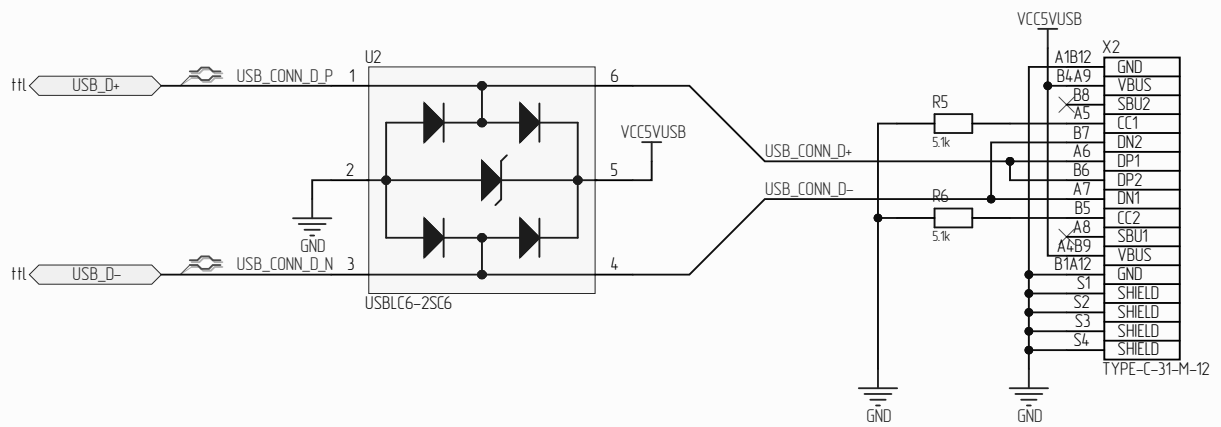 VCC5VUSB
X2
U2
A1B12 GND
ttl USB_D+ USB_CONN_D_P 1 6
B4A9 VBUS
B8 SBU2
R5
A5 CC1
VCC5VUSB
5.1k
B7 DN2
USB_CONN_D+
A6 DP1
2 5
B6 DP2
USB_CONN_D-
A7 DN1
R6
B5 CC2
5.1k
GND
A8 SBU1
A4B9 VBUS
ttl USB_D- USB_CONN_D_N 3 4
B1A12 GND
S1 SHIELD
USBLC6-2SC6
S2 SHIELD
S3 SHIELD
S4 SHIELD
TYPE-C-31-M-12
GND
GND